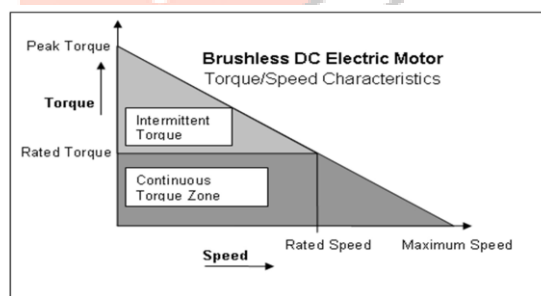 Peak Torque
Brushless DC Electric Motor
Torque/Speed Characteristics
Torque
Intermittent
Torque
Rated Torque
Continuous
Torque Zone
Rated Speed
Maximum Speed
Speed